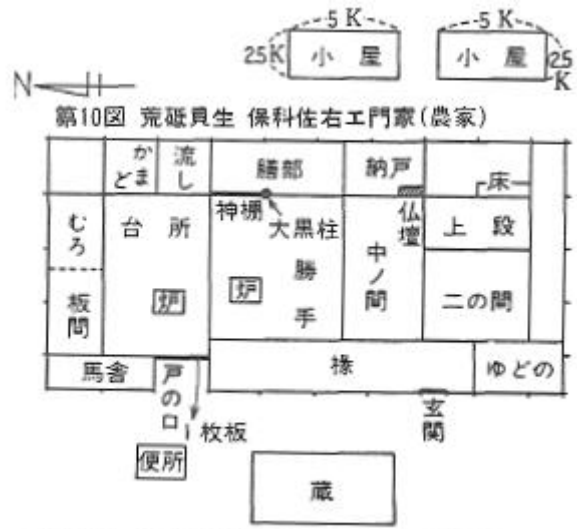 5K
5K
25K
小屋
小屋
25K
N
第10図 荒砥貝生 保科佐右エ門家(農家)
かまど
流し
膳部
納戸
床
むろ
台所
神棚
大黒柱
仏壇
上段
板間
炉
炉
勝手
中ノ間
二の間
馬舎
戸の口
椽
ゆどの
1枚板
玄関
便所
蔵